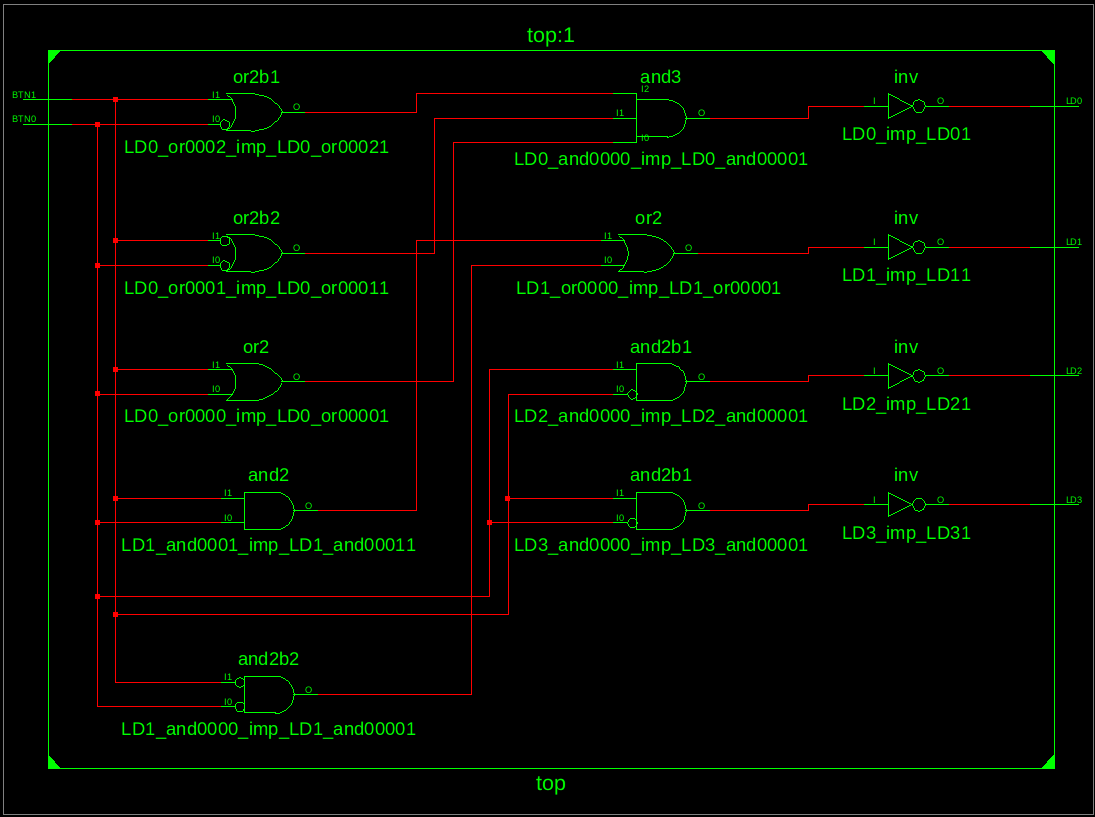 top:1
or2b1
and3
inv
I2
BTN1
I1
O
I
O
LD0
I1
O
BTN0
I0
LD0_imp_LD01
I0
LD0_or0002_imp_LD0_or00021
LD0_and0000_imp_LD0_and00001
or2b2
or2
inv
I1
O
I1
O
I
O
LD1
I0
I0
LD1_imp_LD11
LD0_or0001_imp_LD0_or00011
LD1_or0000_imp_LD1_or00001
or2
and2b1
inv
I1
O
I1
O
I
O
LD2
I0
I0
LD2_imp_LD21
LD0_or0000_imp_LD0_or00001
LD2_and0000_imp_LD2_and00001
and2
and2b1
inv
I1
O
I1
O
I
O
LD3
I0
I0
LD3_imp_LD31
LD1_and0001_imp_LD1_and00011
LD3_and0000_imp_LD3_and00001
and2b2
I1
O
I0
LD1_and0000_imp_LD1_and00001
top